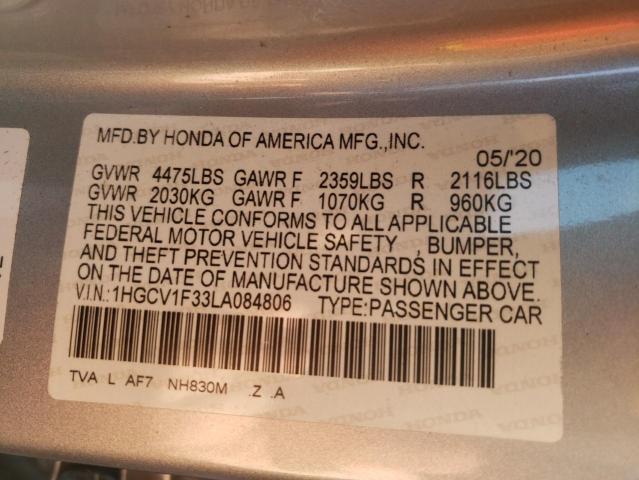 MFD.BY HONDA OF AMERICA MFG.,INC.
05/'20
GVWR 4475LBS GAWR F 2359LBS R 2116LBS
GVWR 2030KG GAWR F 1070KG R 960KG
THIS VEHICLE CONFORMS TO ALL APPLICABLE
FEDERAL MOTOR VEHICLE SAFETY , BUMPER,
AND THEFT PREVENTION STANDARDS IN EFFECT
ON THE DATE OF MANUFACTURE SHOWN ABOVE.
V.I.N.:1HGCV1F33LA084806 TYPE:PASSENGER CAR
TVA L AF7 NH830M .Z .A